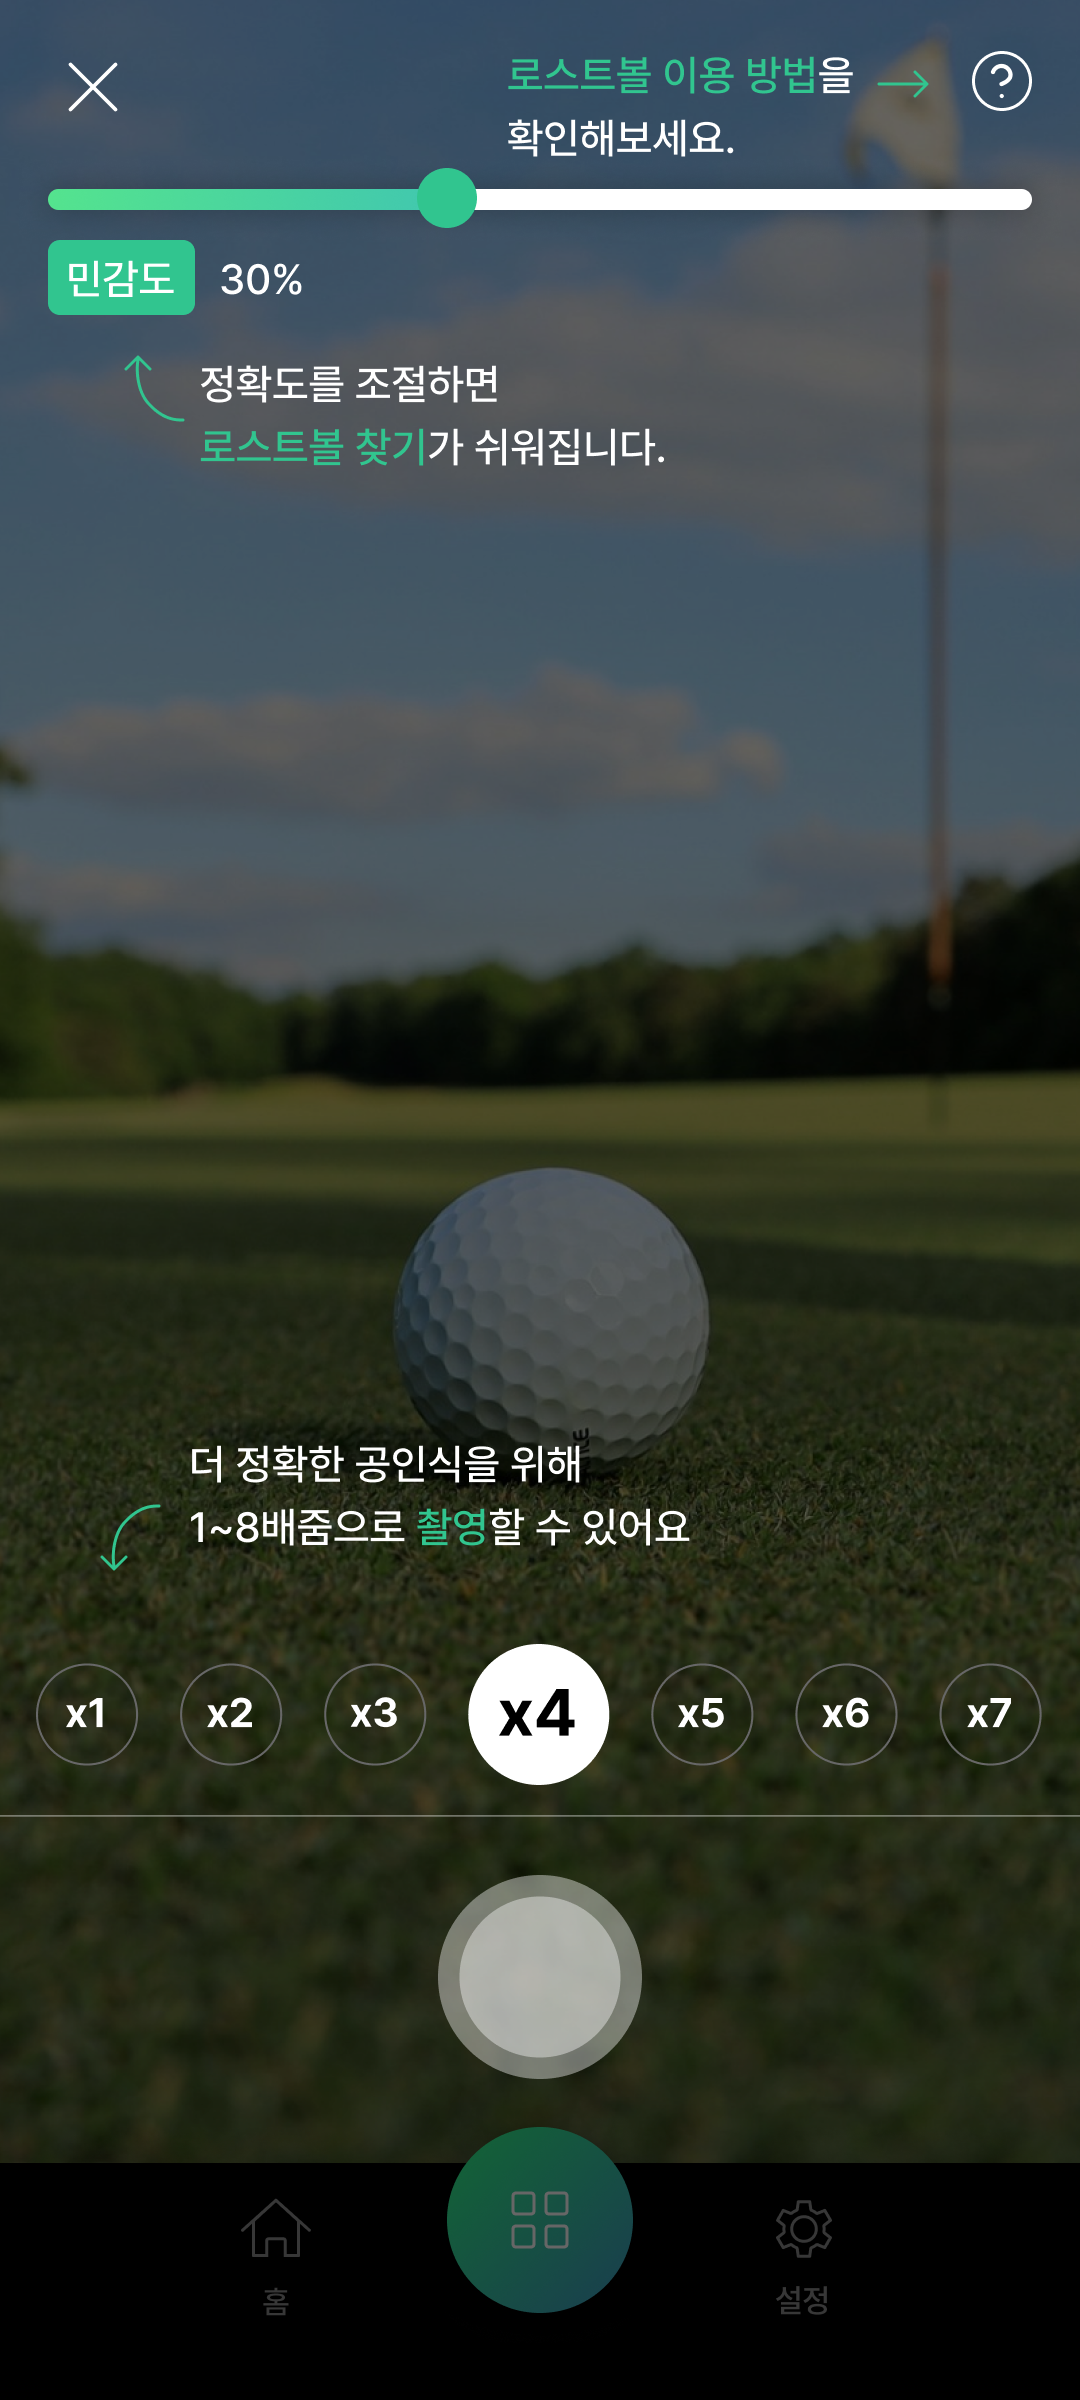 로스트볼 이용 방법을
확인해보세요.
민감도 30%
정확도를 조절하면
로스트볼 찾기가 쉬워집니다.
더 정확한 공인식을 위해
1~8배줌으로 촬영할 수 있어요
x1 x2 x3 x4 x5 x6 x7
홈 설정